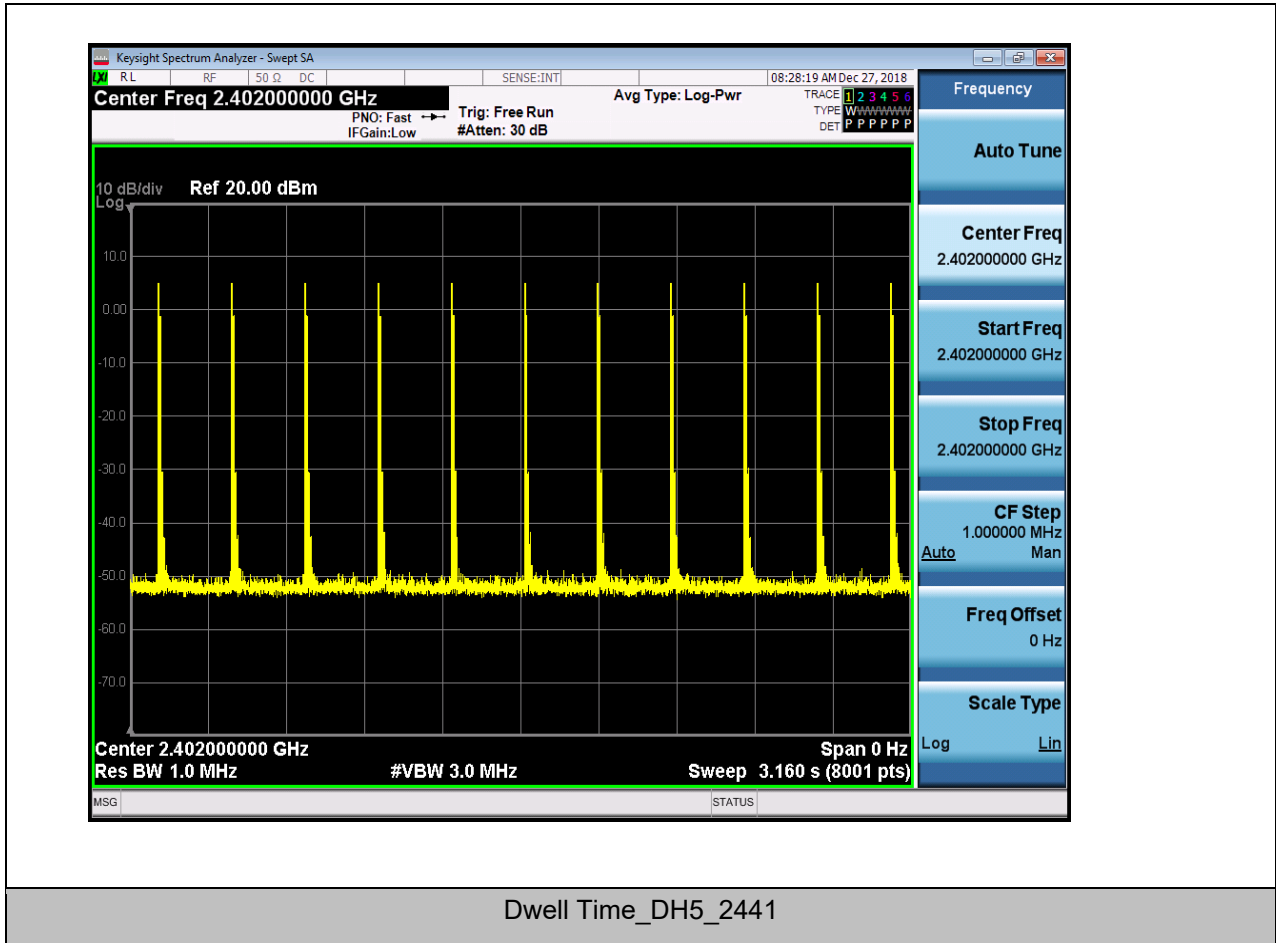 Keysight Spectrum Analyzer - Swept SA
LXI RL RF 50 Ω DC SENSE:INT 08:28:19 AM Dec 27, 2018
Center Freq 2.402000000 GHz
PNO: Fast
IFGain:Low
Trig: Free Run
#Atten: 30 dB
Avg Type: Log-Pwr
TRACE 1 2 3 4 5 6
TYPE WWWWWW
DET P P P P P P
10 dB/div Ref 20.00 dBm
Log
10.0
0.00
-10.0
-20.0
-30.0
-40.0
-50.0
-60.0
-70.0
Center 2.402000000 GHz Span 0 Hz
Res BW 1.0 MHz #VBW 3.0 MHz Sweep 3.160 s (8001 pts)
MSG STATUS
Frequency
Auto Tune
Center Freq
2.402000000 GHz
Start Freq
2.402000000 GHz
Stop Freq
2.402000000 GHz
CF Step
1.000000 MHz
Auto Man
Freq Offset
0 Hz
Scale Type
Log Lin
Dwell Time_DH5_2441